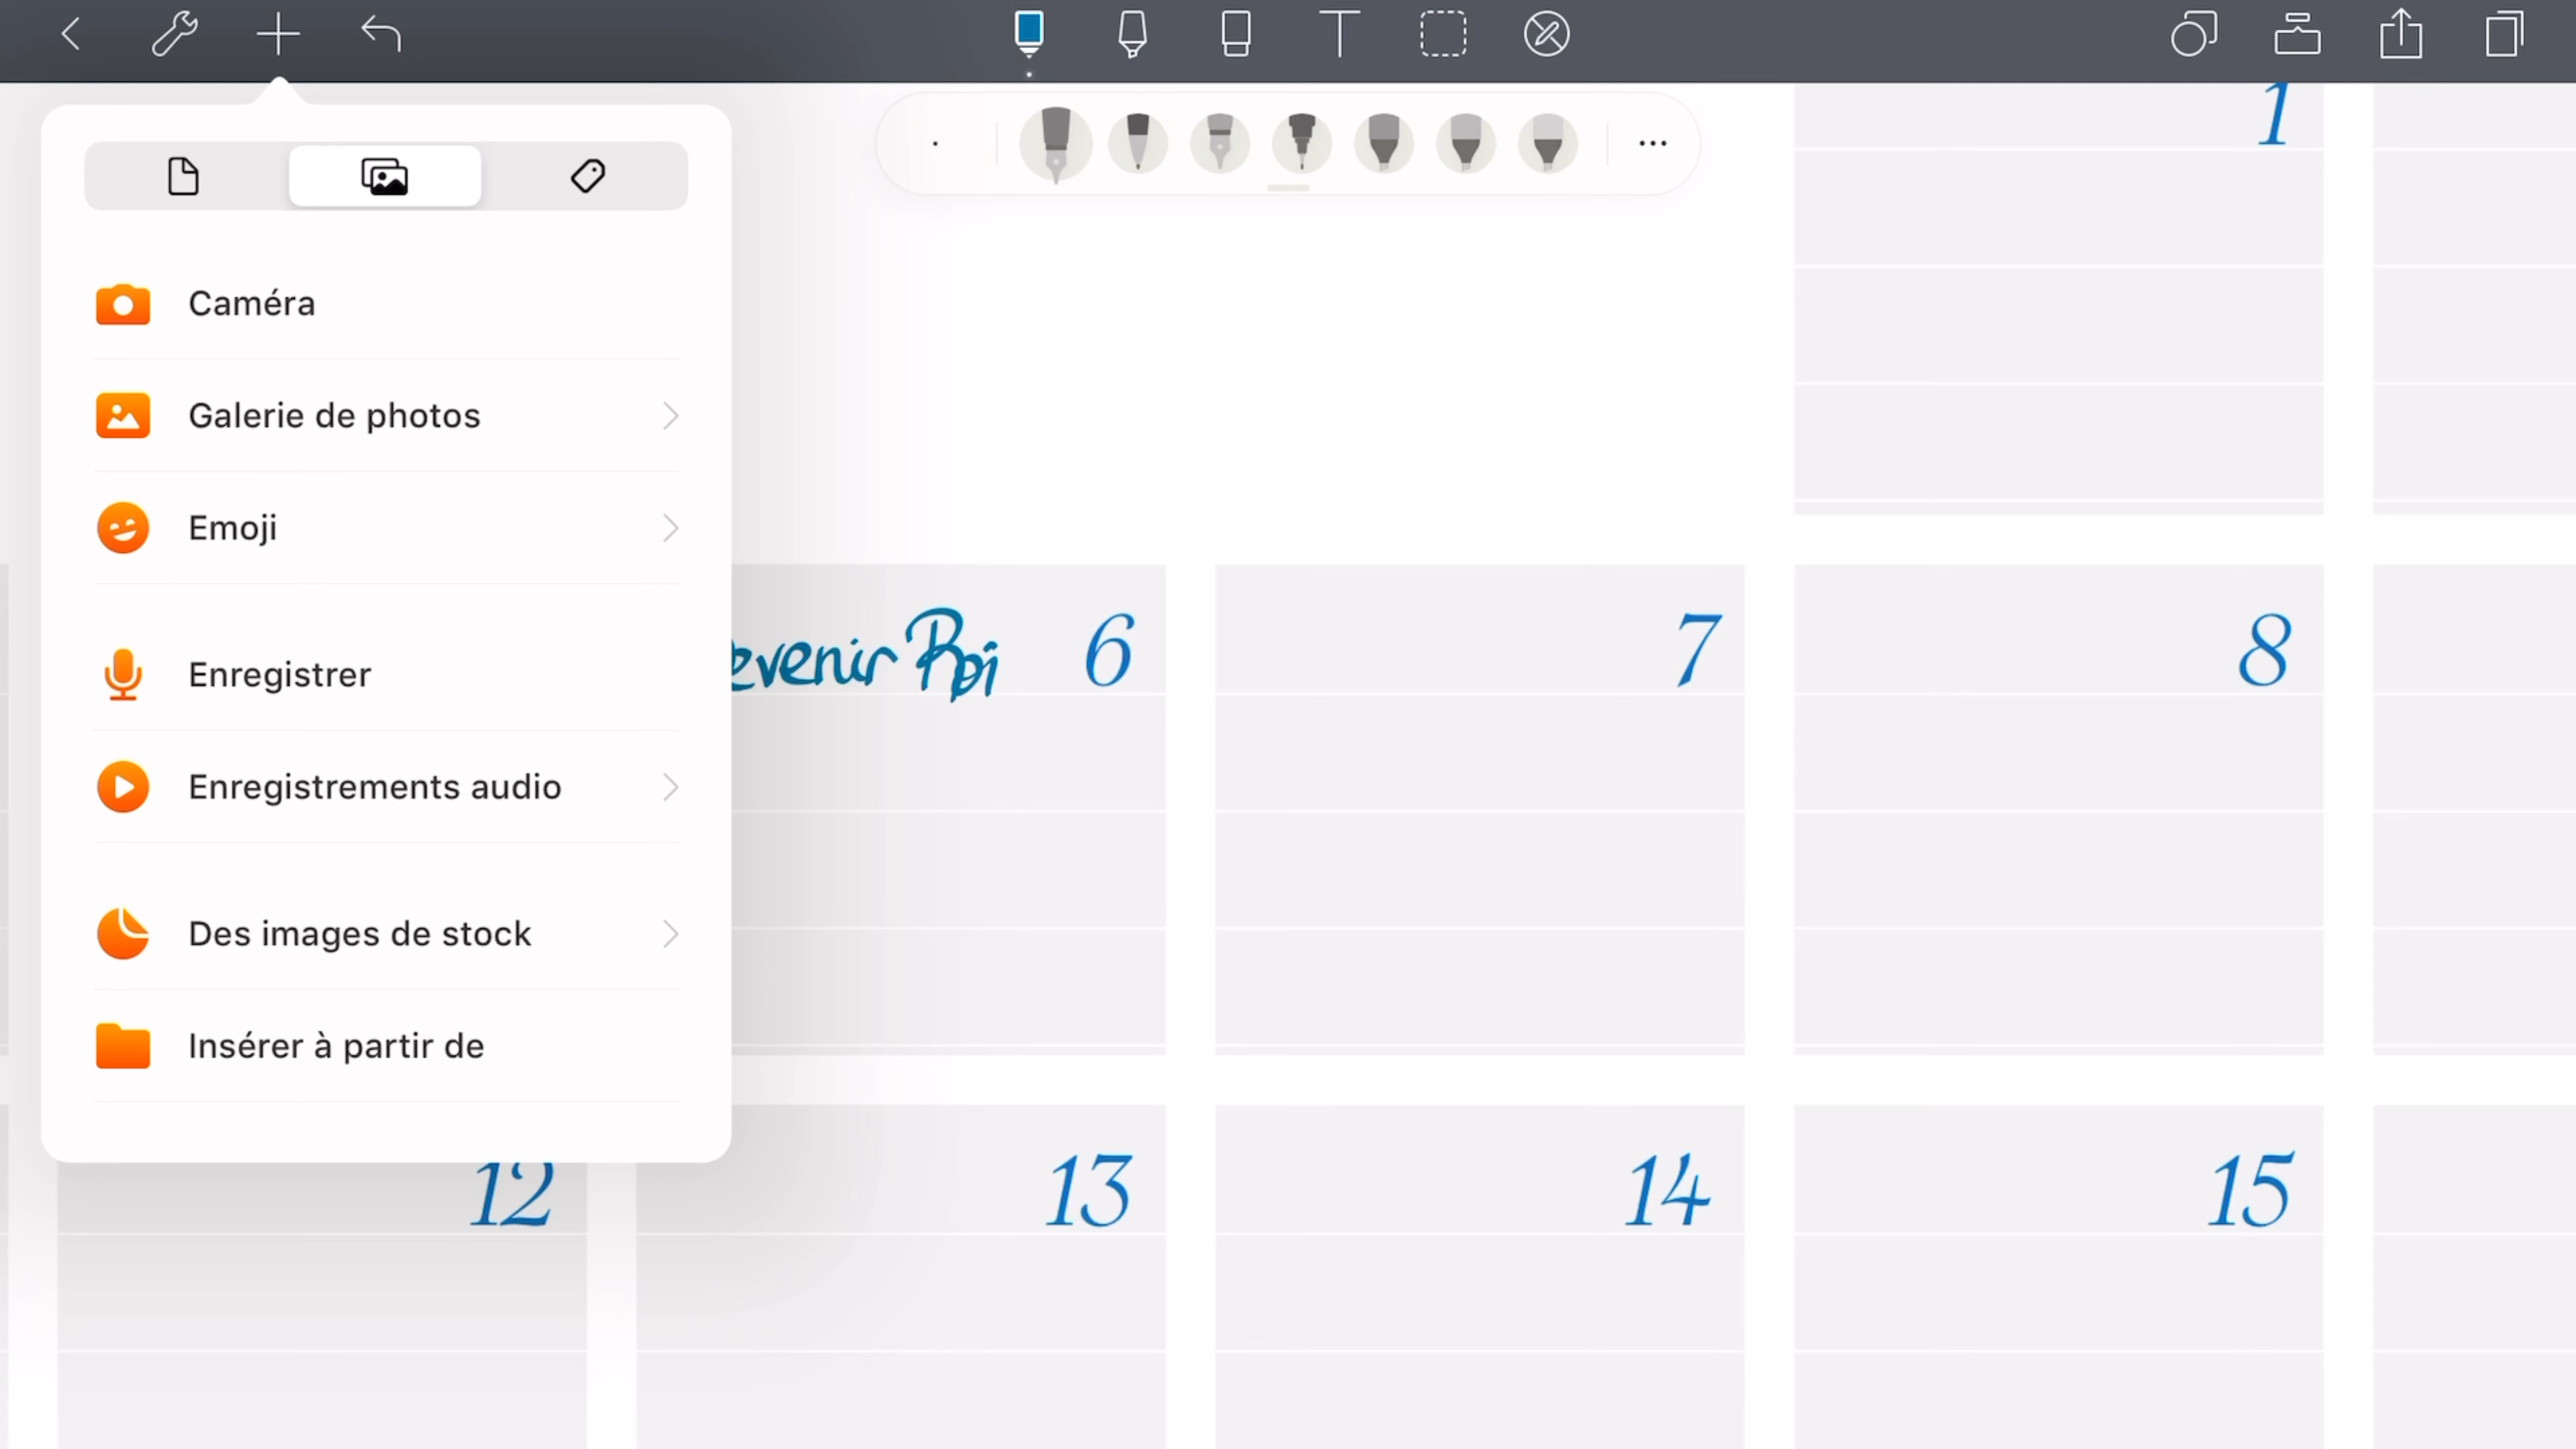 1
Caméra
Galerie de photos
Emoji
Enregistrer
Enregistrements audio
Des images de stock
Insérer à partir de
evenir Roi 6
7
8
12
13
14
15